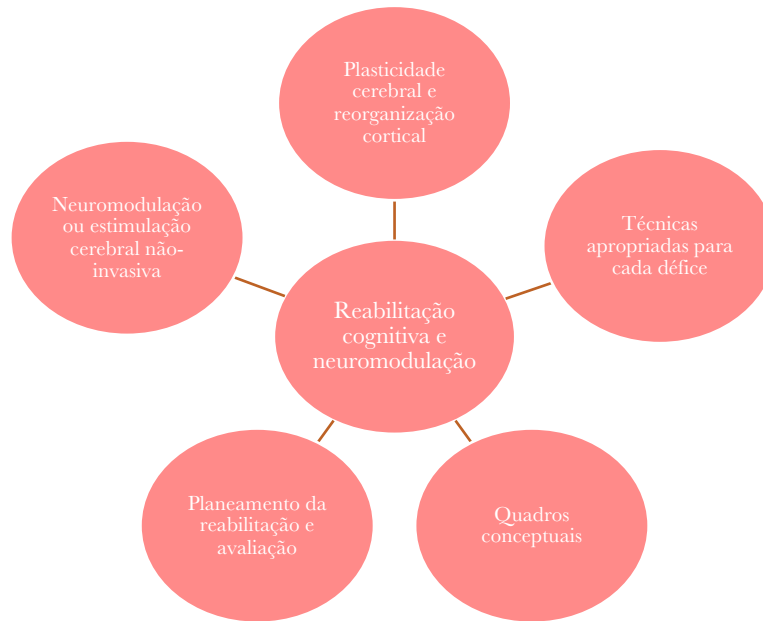 Plasticidade
cerebral e
reorganização
cortical
Neuromodulação
ou estimulação
cerebral não-
invasiva
Técnicas
apropriadas para
cada défice
Reabilitação
cognitiva e
neuromodulação
Planeamento da
reabilitação e
avaliação
Quadros
conceptuais